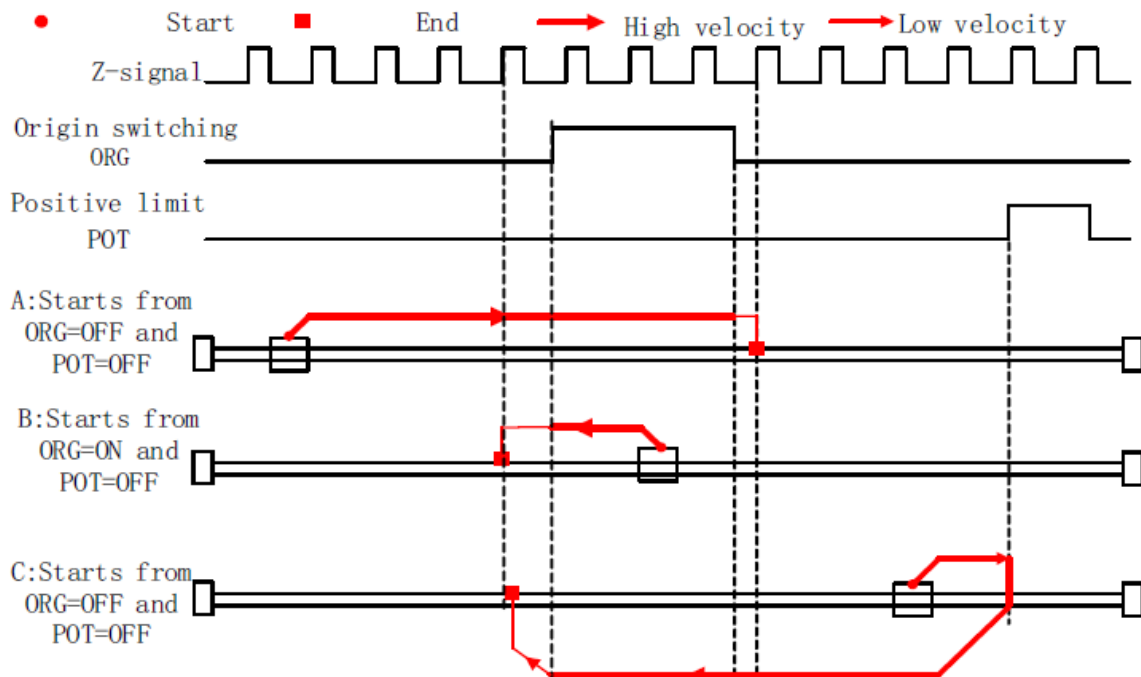 Start End High velocity Low velocity
Z-signal
Origin switching
ORG
Positive limit
POT
A:Starts from
ORG=OFF and
POT=OFF
B:Starts from
ORG=ON and
POT=OFF
C:Starts from
ORG=OFF and
POT=OFF